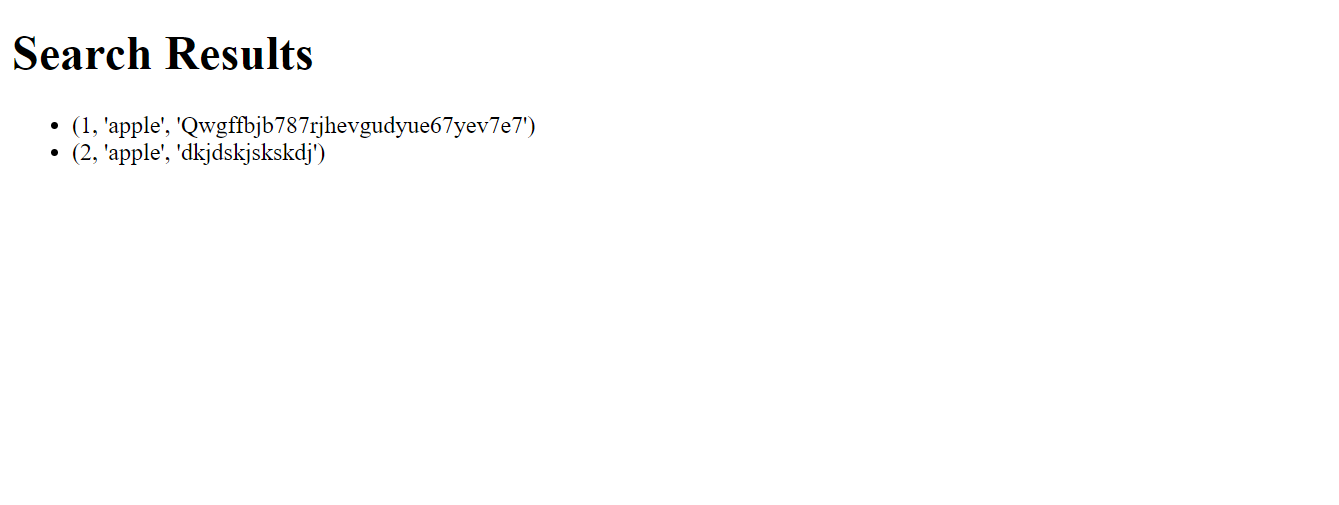 Search Results
(1, 'apple', 'Qwgffbjb787rjhevgudyue67yev7e7')
(2, 'apple', 'dkjdskjskskdj')